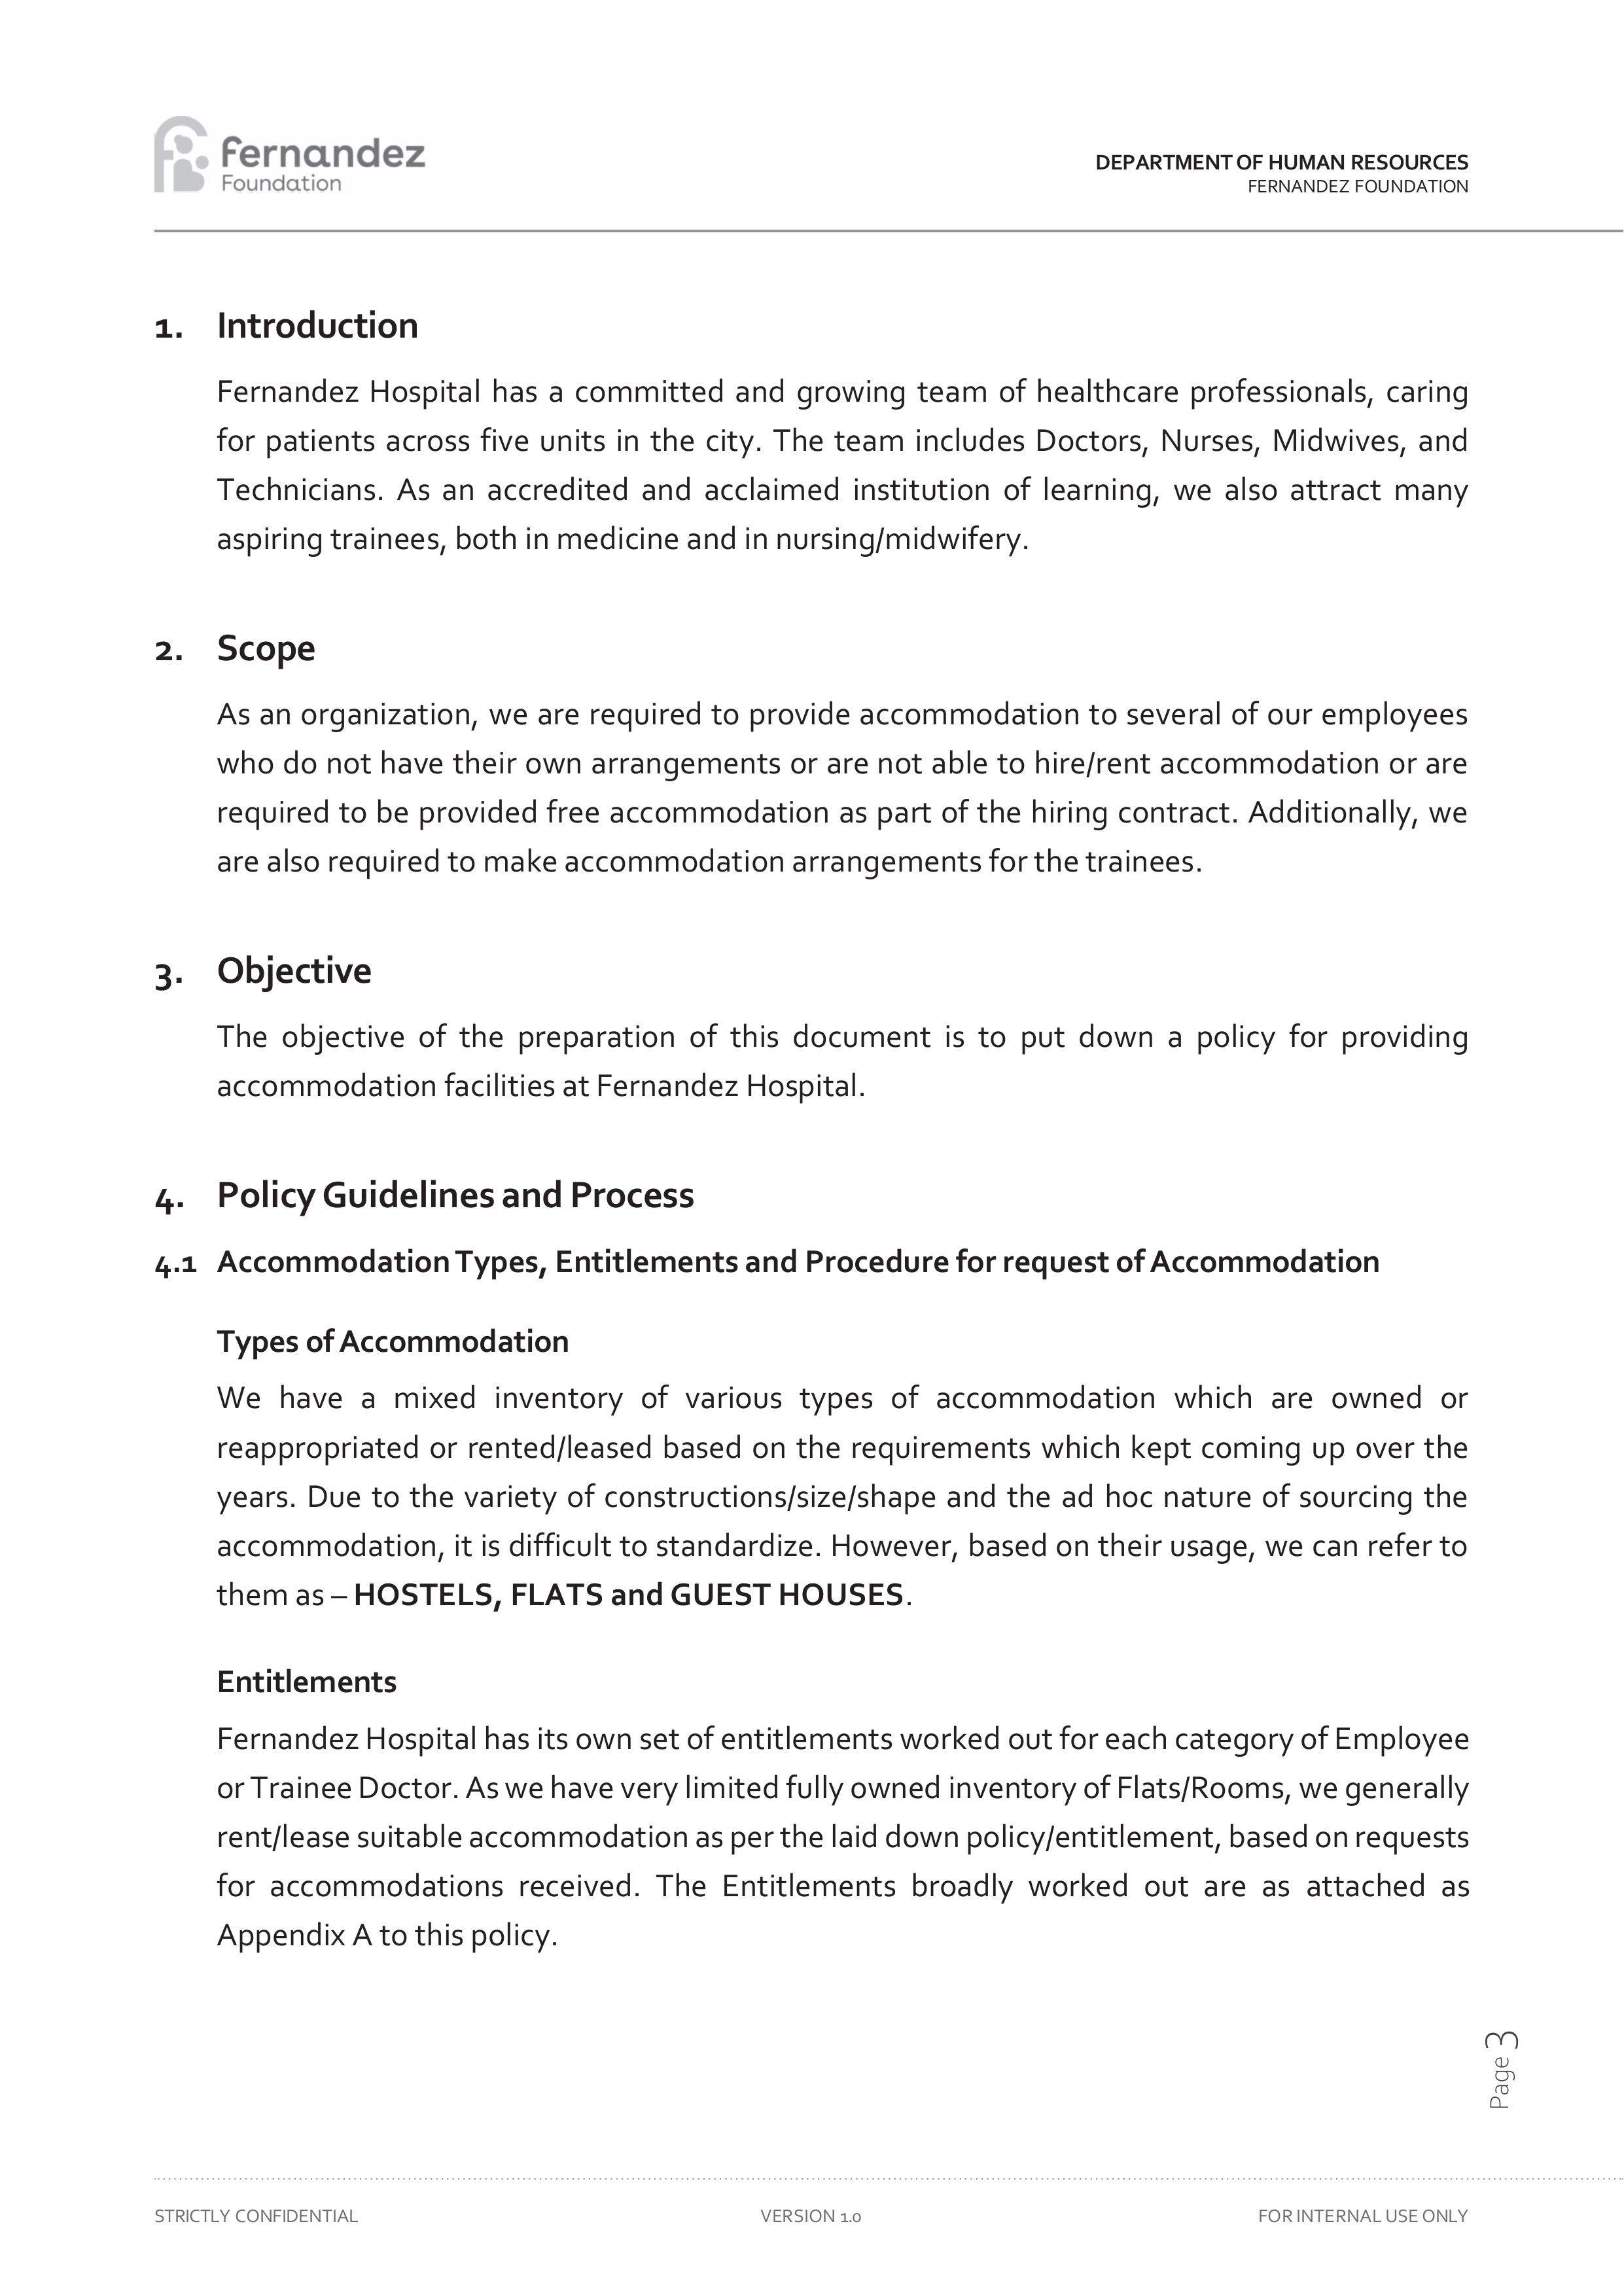 fernandez
Foundation
DEPARTMENT OF HUMAN RESOURCES
FERNANDEZ FOUNDATION
1. Introduction
Fernandez Hospital has a committed and growing team of healthcare professionals, caring
for patients across five units in the city. The team includes Doctors, Nurses, Midwives, and
Technicians. As an accredited and acclaimed institution of learning, we also attract many
aspiring trainees, both in medicine and in nursing/midwifery.
2. Scope
As an organization, we are required to provide accommodation to several of our employees
who do not have their own arrangements or are not able to hire/rent accommodation or are
required to be provided free accommodation as part of the hiring contract. Additionally, we
are also required to make accommodation arrangements for the trainees.
3. Objective
The objective of the preparation of this document is to put down a policy for providing
accommodation facilities at Fernandez Hospital.
4. Policy Guidelines and Process
4.1 Accommodation Types, Entitlements and Procedure for request of Accommodation
Types of Accommodation
We have a mixed inventory of various types of accommodation which are owned or
reappropriated or rented/leased based on the requirements which kept coming up over the
years. Due to the variety of constructions/size/shape and the ad hoc nature of sourcing the
accommodation, it is difficult to standardize. However, based on their usage, we can refer to
them as – HOSTELS, FLATS and GUEST HOUSES.
Entitlements
Fernandez Hospital has its own set of entitlements worked out for each category of Employee
or Trainee Doctor. As we have very limited fully owned inventory of Flats/Rooms, we generally
rent/lease suitable accommodation as per the laid down policy/entitlement, based on requests
for accommodations received. The Entitlements broadly worked out are as attached as
Appendix A to this policy.
Page 3
STRICTLY CONFIDENTIAL
VERSION 1.0
FOR INTERNAL USE ONLY